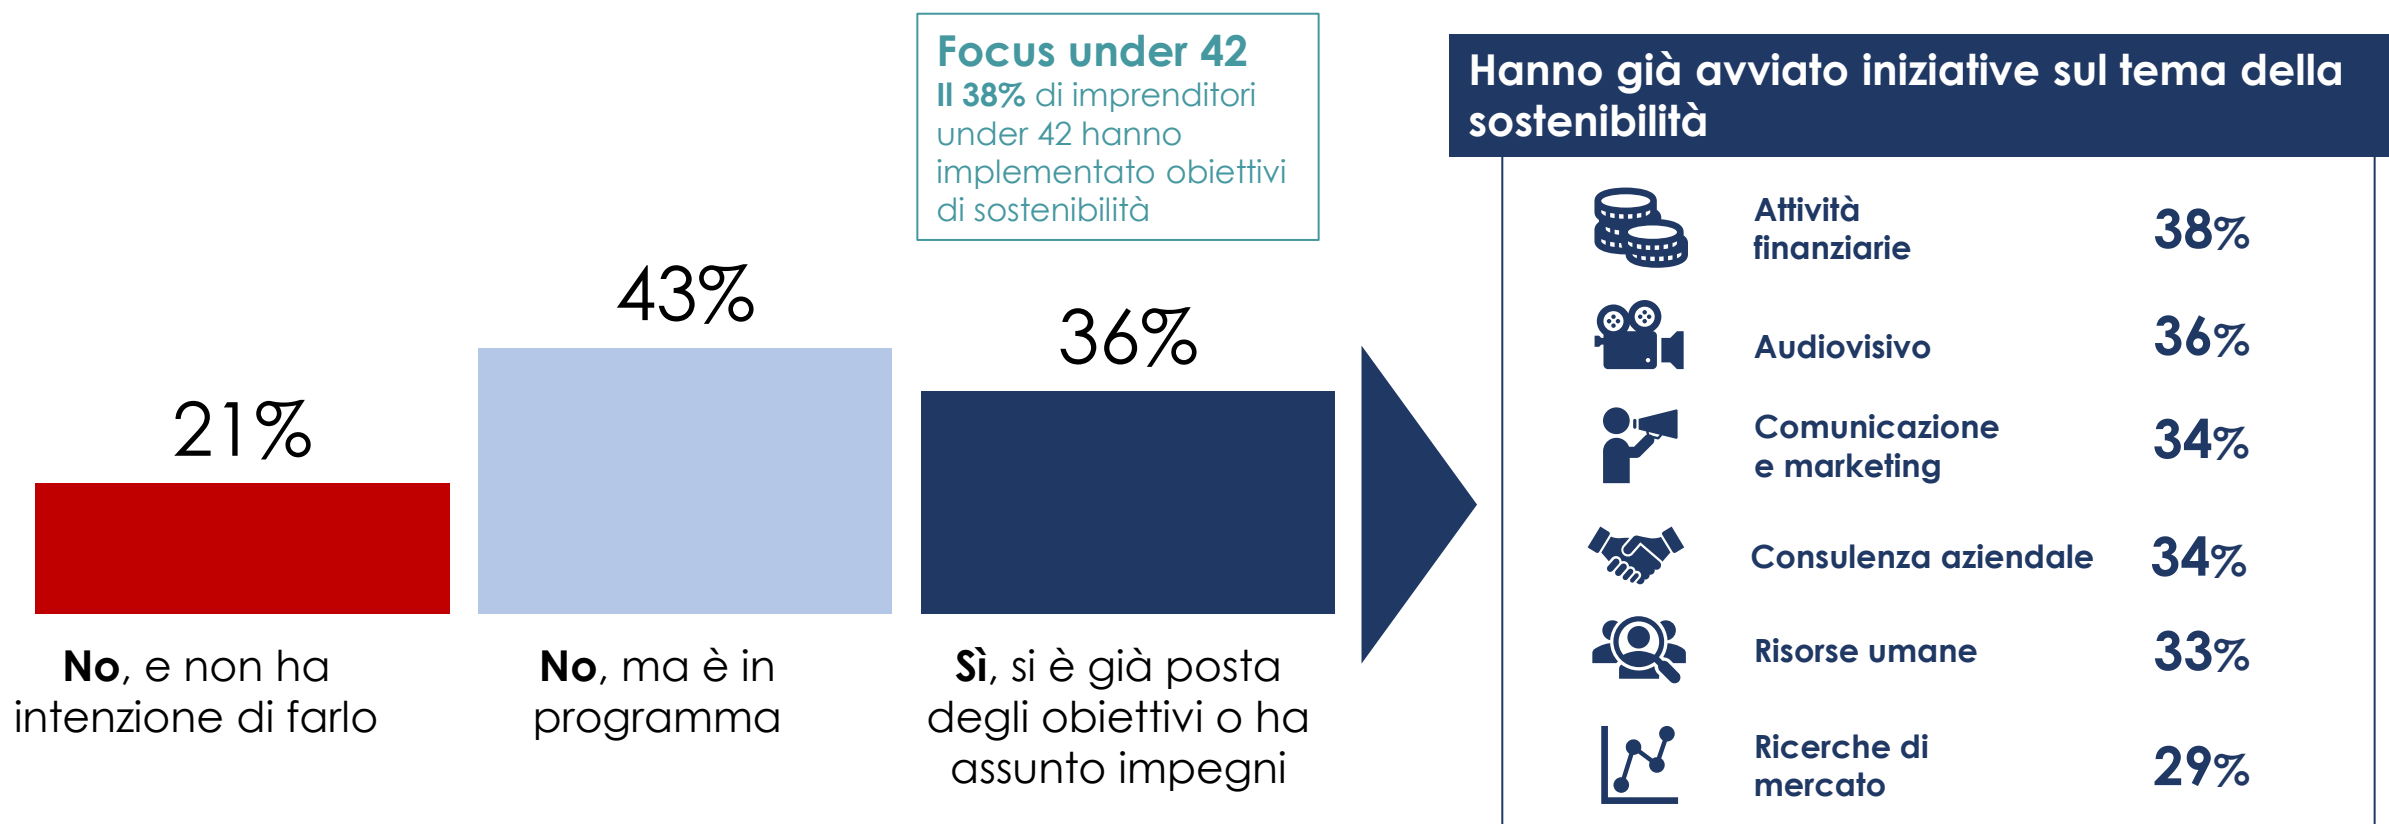 Focus under 42
Il 38% di imprenditori
under 42 hanno
implementato obiettivi
di sostenibilità
21%
43%
36%
No, e non ha
intenzione di farlo
No, ma è in
programma
Sì, si è già posta
degli obiettivi o ha
assunto impegni
Hanno già avviato iniziative sul tema della
sostenibilità
Attività
finanziarie
38%
Audiovisivo
36%
Comunicazione
e marketing
34%
Consulenza aziendale
34%
Risorse umane
33%
Ricerche di
mercato
29%